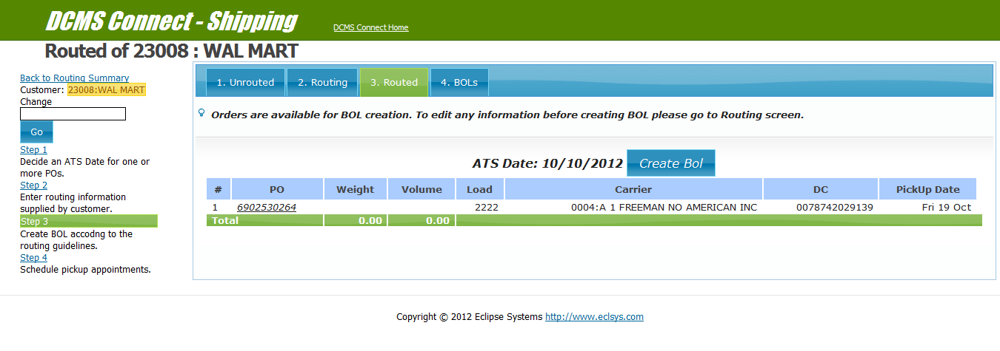 DCMS Connect - Shipping
DCMS Connect Home
Routed of 23008 : WAL MART
Back to Routing Summary
Customer: 23008:WAL MART
Change
Go
Step 1
Decide an ATS Date for one or
more POs.
Step 2
Enter routing information
supplied by customer.
Step 3
Create BOL accodng to the
routing guidelines.
Step 4
Schedule pickup appointments.
1. Unrouted 2. Routing 3. Routed 4. BOLs
Orders are available for BOL creation. To edit any information before creating BOL please go to Routing screen.
ATS Date: 10/10/2012 Create Bol
# PO Weight Volume Load Carrier DC PickUp Date
1 6902530264 2222 0004:A 1 FREEMAN NO AMERICAN INC 0078742029139 Fri 19 Oct
Total 0.00 0.00
Copyright © 2012 Eclipse Systems http://www.eclsys.com